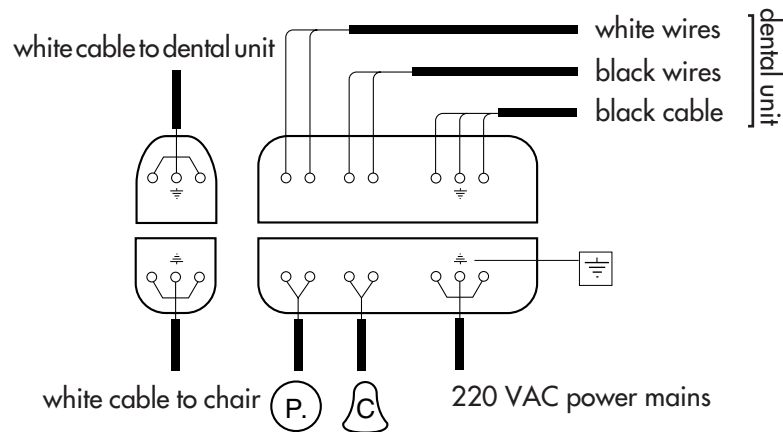 white cable to dental unit
white wires
black wires
black cable
dental unit
white cable to chair
P.
C
220 VAC power mains